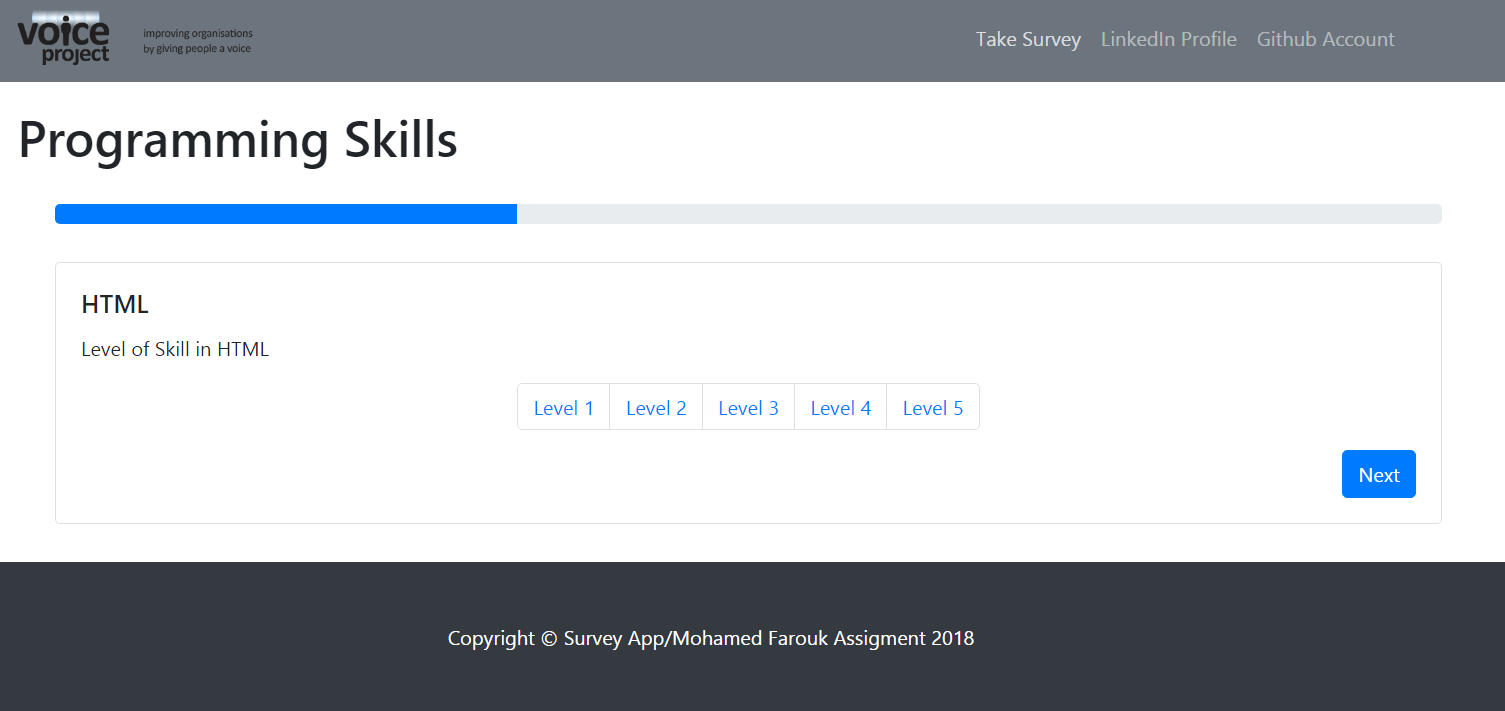 voice
project
improving organisations
by giving people a voice
Take Survey LinkedIn Profile Github Account
Programming Skills
HTML
Level of Skill in HTML
Level 1 Level 2 Level 3 Level 4 Level 5
Next
Copyright © Survey App/Mohamed Farouk Assigment 2018